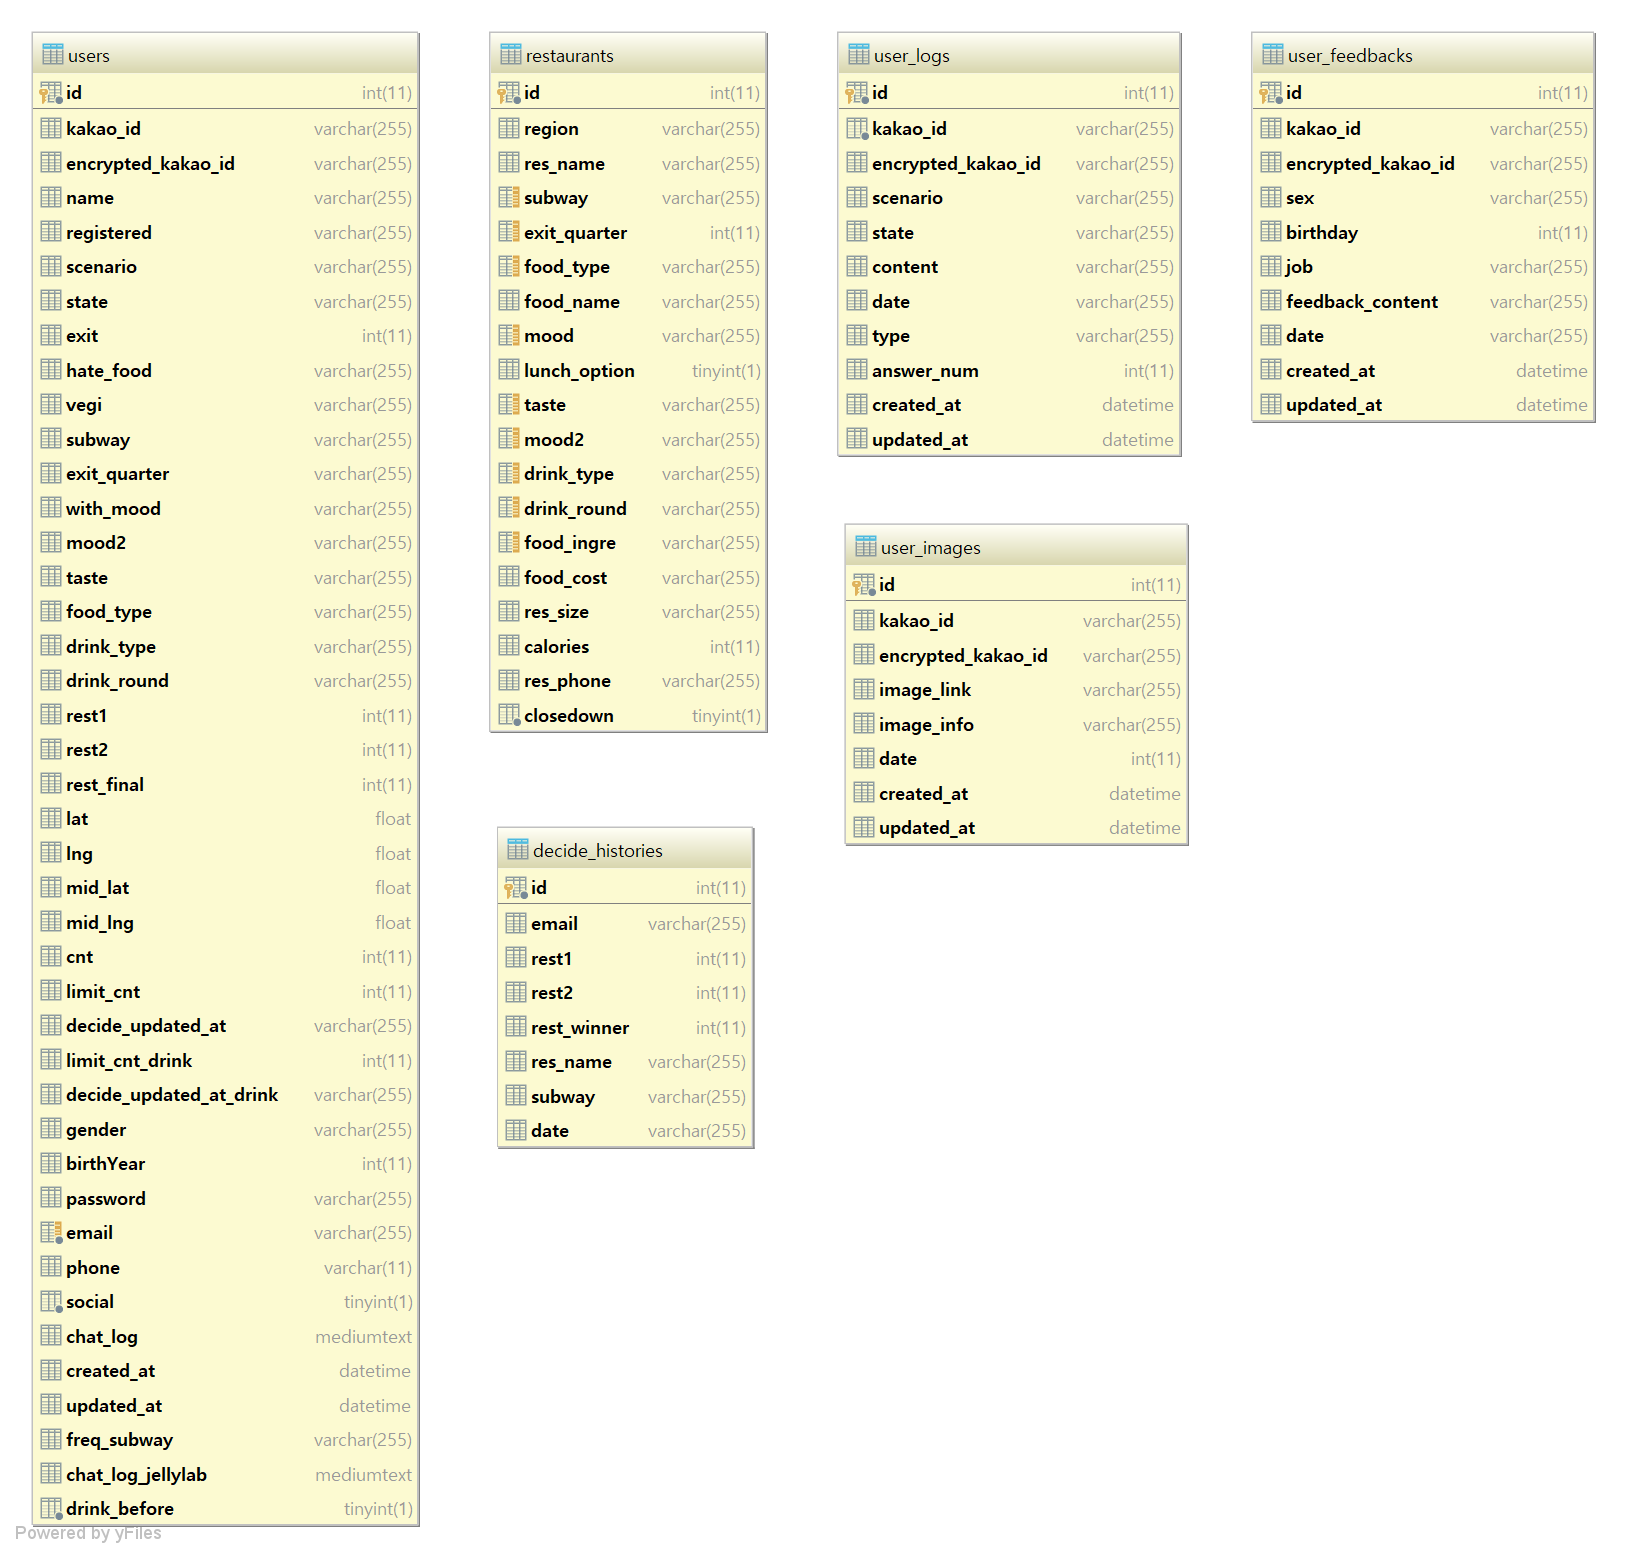 users
id int(11)
kakao_id varchar(255)
encrypted_kakao_id varchar(255)
name varchar(255)
registered varchar(255)
scenario varchar(255)
state varchar(255)
exit int(11)
hate_food varchar(255)
vegi varchar(255)
subway varchar(255)
exit_quarter varchar(255)
with_mood varchar(255)
mood2 varchar(255)
taste varchar(255)
food_type varchar(255)
drink_type varchar(255)
drink_round varchar(255)
rest1 int(11)
rest2 int(11)
rest_final int(11)
lat float
lng float
mid_lat float
mid_lng float
cnt int(11)
limit_cnt int(11)
decide_updated_at varchar(255)
limit_cnt_drink int(11)
decide_updated_at_drink varchar(255)
gender varchar(255)
birthYear int(11)
password varchar(255)
email varchar(255)
phone varchar(11)
social tinyint(1)
chat_log mediumtext
created_at datetime
updated_at datetime
freq_subway varchar(255)
chat_log_jellylab mediumtext
drink_before tinyint(1)
restaurants
id int(11)
region varchar(255)
res_name varchar(255)
subway varchar(255)
exit_quarter int(11)
food_type varchar(255)
food_name varchar(255)
mood varchar(255)
lunch_option tinyint(1)
taste varchar(255)
mood2 varchar(255)
drink_type varchar(255)
drink_round varchar(255)
food_ingre varchar(255)
food_cost varchar(255)
res_size varchar(255)
calories int(11)
res_phone varchar(255)
closedown tinyint(1)
decide_histories
id int(11)
email varchar(255)
rest1 int(11)
rest2 int(11)
rest_winner int(11)
res_name varchar(255)
subway varchar(255)
date varchar(255)
user_logs
id int(11)
kakao_id varchar(255)
encrypted_kakao_id varchar(255)
scenario varchar(255)
state varchar(255)
content varchar(255)
date varchar(255)
type varchar(255)
answer_num int(11)
created_at datetime
updated_at datetime
user_images
id int(11)
kakao_id varchar(255)
encrypted_kakao_id varchar(255)
image_link varchar(255)
image_info varchar(255)
date int(11)
created_at datetime
updated_at datetime
user_feedbacks
id int(11)
kakao_id varchar(255)
encrypted_kakao_id varchar(255)
sex varchar(255)
birthday int(11)
job varchar(255)
feedback_content varchar(255)
date varchar(255)
created_at datetime
updated_at datetime
Powered by yFiles